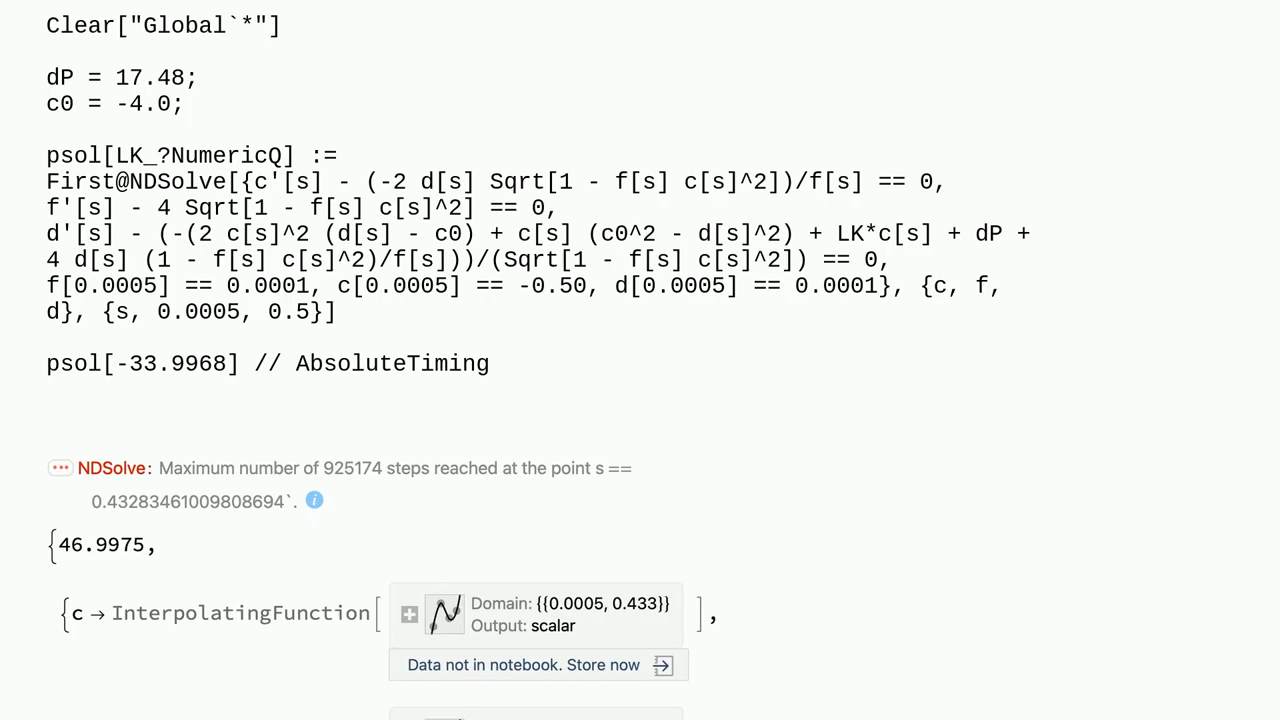 Clear["Global`*"]
dP = 17.48;
c0 = -4.0;
psol[LK_?NumericQ] :=
First@NDSolve[{c'[s] - (-2 d[s] Sqrt[1 - f[s] c[s]^2])/f[s] == 0,
f'[s] - 4 Sqrt[1 - f[s] c[s]^2] == 0,
d'[s] - (-(2 c[s]^2 (d[s] - c0) + c[s] (c0^2 - d[s]^2) + LK*c[s] + dP +
4 d[s] (1 - f[s] c[s]^2)/f[s]))/(Sqrt[1 - f[s] c[s]^2]) == 0,
f[0.0005] == 0.0001, c[0.0005] == -0.50, d[0.0005] == 0.0001}, {c, f,
d}, {s, 0.0005, 0.5}]
psol[-33.9968] // AbsoluteTiming
NDSolve: Maximum number of 925174 steps reached at the point s ==
0.43283461009808694`.
{46.9975,
{c → InterpolatingFunction[ Domain: {{0.0005, 0.433}}
Output: scalar ],
Data not in notebook. Store now